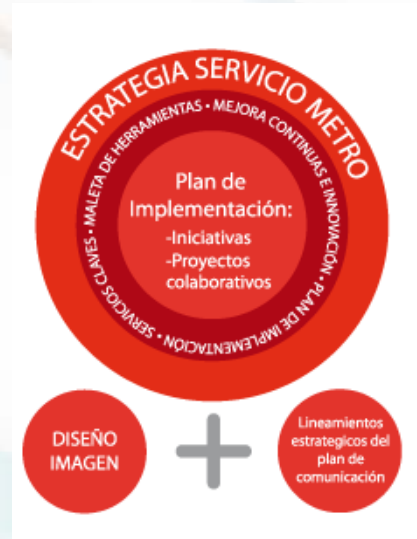 ESTRATEGIA SERVICIO METRO
SERVICIOS CLAVES • MALETA DE HERRAMIENTAS • MEJORA CONTINUAS E INNOVACIÓN • PLAN DE IMPLEMENTACIÓN •
Plan de
Implementación:
-Iniciativas
-Proyectos
colaborativos
DISEÑO
IMAGEN
+
Lineamientos
estrategicos del
plan de
comunicación